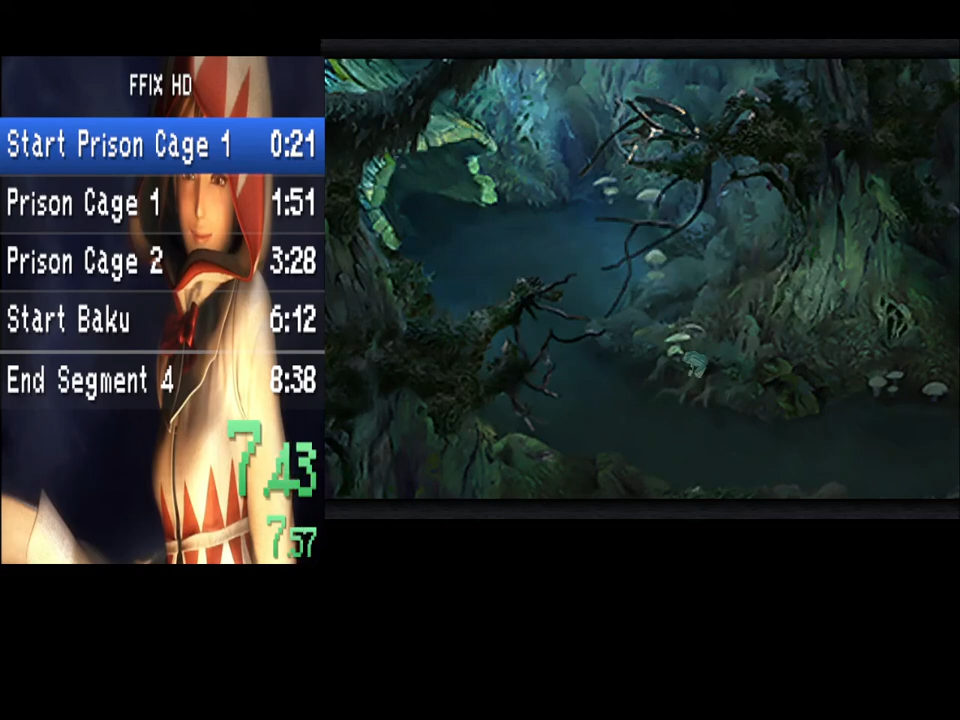 FFIX HD
Start Prison Cage 1 0:21
Prison Cage 1 1:51
Prison Cage 2 3:28
Start Baku 6:12
End Segment 4 8:38
7.43
7.57